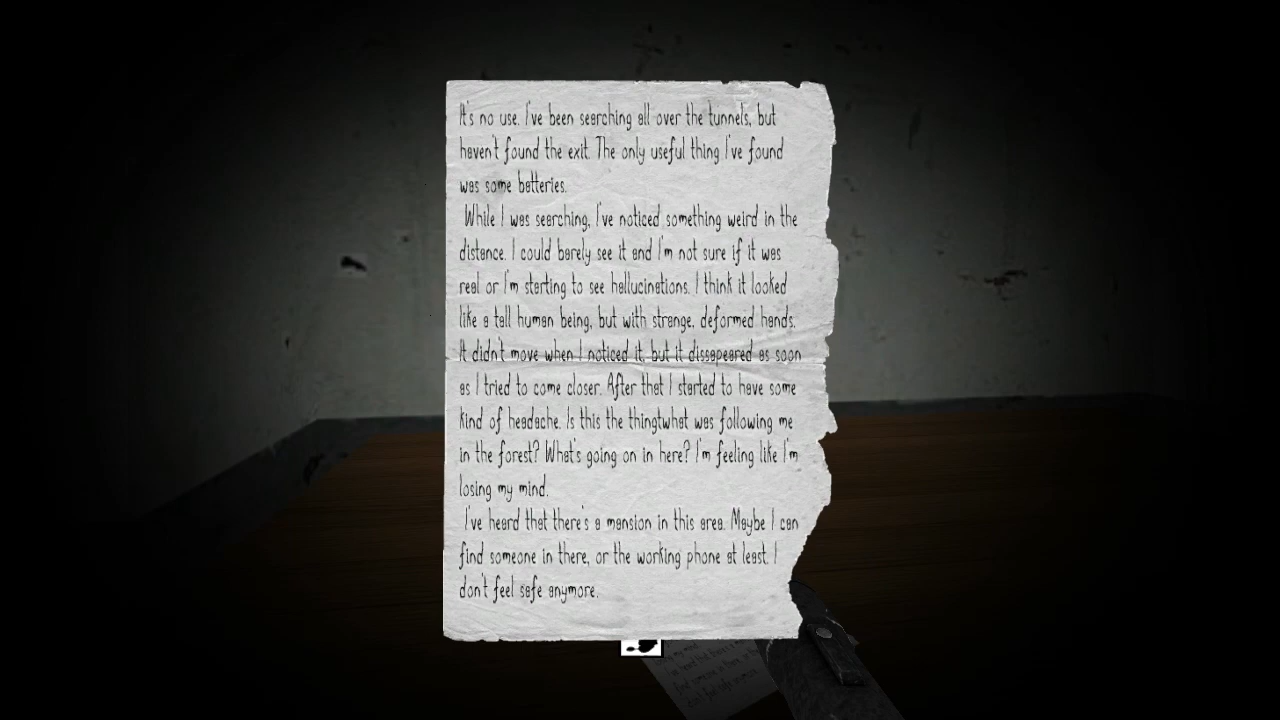 It's no use. I've been searching all over the tunnels, but
haven't found the exit. The only useful thing I've found
was some batteries.
While I was searching, I've noticed something weird in the
distance. I could barely see it and I'm not sure if it was
real or I'm starting to see hallucinations. I think it looked
like a tall human being, but with strange, deformed hands.
It didn't move when I noticed it, but it dissapeared as soon
as I tried to come closer. After that I started to have some
kind of headache. Is this the thingtwhat was following me
in the forest? What's going on in here? I'm feeling like I'm
losing my mind.
I've heard that there's a mansion in this area. Maybe I can
find someone in there, or the working phone at least. I
don't feel safe anymore.